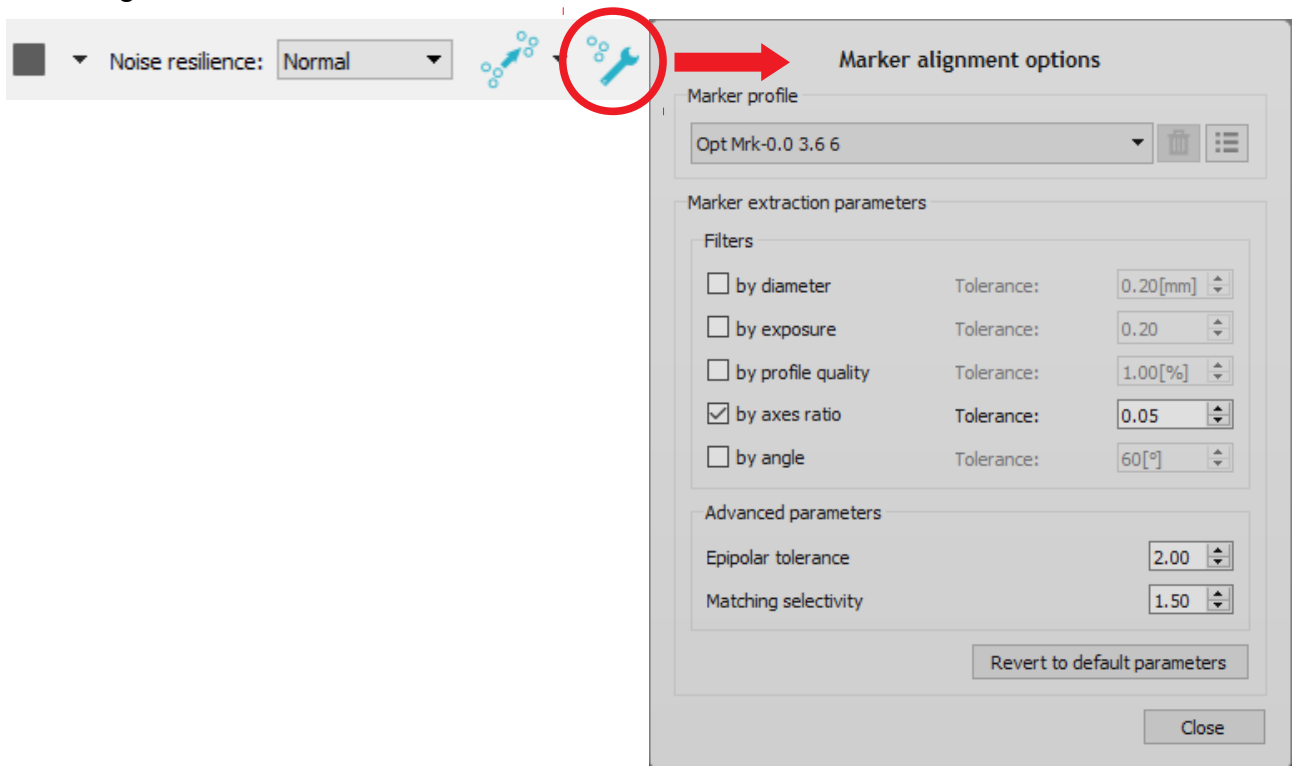 Noise resilience: Normal
Marker alignment options
Marker profile
Opt Mrk-0.0 3.6 6
Marker extraction parameters
Filters
by diameter Tolerance: 0.20[mm]
by exposure Tolerance: 0.20
by profile quality Tolerance: 1.00[%]
by axes ratio Tolerance: 0.05
by angle Tolerance: 60[°]
Advanced parameters
Epipolar tolerance 2.00
Matching selectivity 1.50
Revert to default parameters
Close